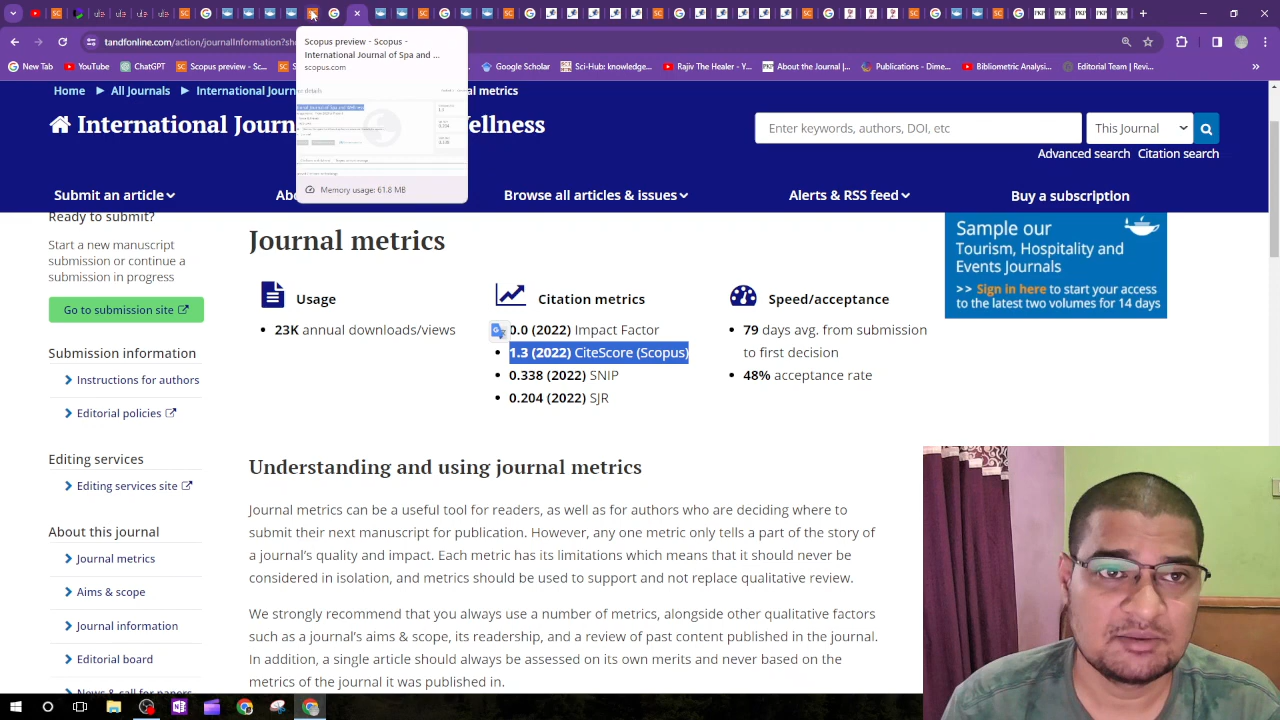 Scopus preview - Scopus -
International Journal of Spa and ...
scopus.com
Memory usage: 61.8 MB
tandfonline.com/action/journalInformation?sh
New Tab
YouTube
ChatGPT
Scopus preview - Sc...
Google Scholar
Sci-Hub: knowledge...
Rajiv The Healer - Y...
About the Journal |...
Publications - Dime...
Editorial Team | Revi...
Home
All Journals
International Journ
al metrics
International Jour
Advanced search
Citation search
Submit an article
Browse all articles & issues
Alerts & RSS feed
Buy a subscription
Ready to submit?
Start a new manuscript
submission or continue a
submission in progress
Go to submission site
Submission information
Instructions for authors
Editorial policies
Editing services
Editing services site
About this journal
Journal metrics
Aims & scope
Journal information
Editorial board
News & call for papers
Journal metrics
Usage
23K annual downloads/views
Citation metrics
0.0 (2022) Impact Factor
1.3 (2022) CiteScore (Scopus)
0.338 (2022) SNIP
0.204 (2022) SJR
Speed/acceptance
79 days avg. from submission
to first decision
48% acceptance rate
Sample our
Tourism, Hospitality and
Events Journals
>> Sign in here to start your access
to the latest two volumes for 14 days
Understanding and using journal metrics
Journal metrics can be a useful tool for readers, as well as for authors who are deciding where to
submit their next manuscript for publication. However, any one metric only tells a part of the story of
a journal's quality and impact. Each metric has its limitations which means that it should never be
considered in isolation, and metrics should be used to support and not replace qualitative review.
We strongly recommend that you always use a number of metrics, alongside other qualitative factors
such as a journal's aims & scope, its readership, and a review of past content published in the journal.
In addition, a single article should always be assessed on its own merits and never based on the
metrics of the journal it was published in.